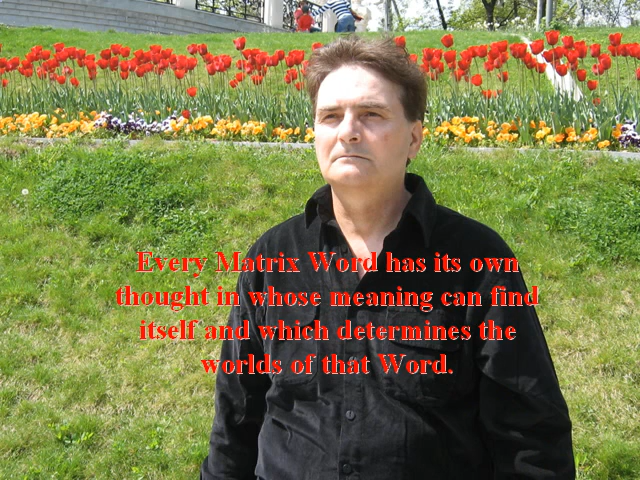 Every Matrix Word has its own
thought in whose meaning can find
itself and which determines the
worlds of that Word.